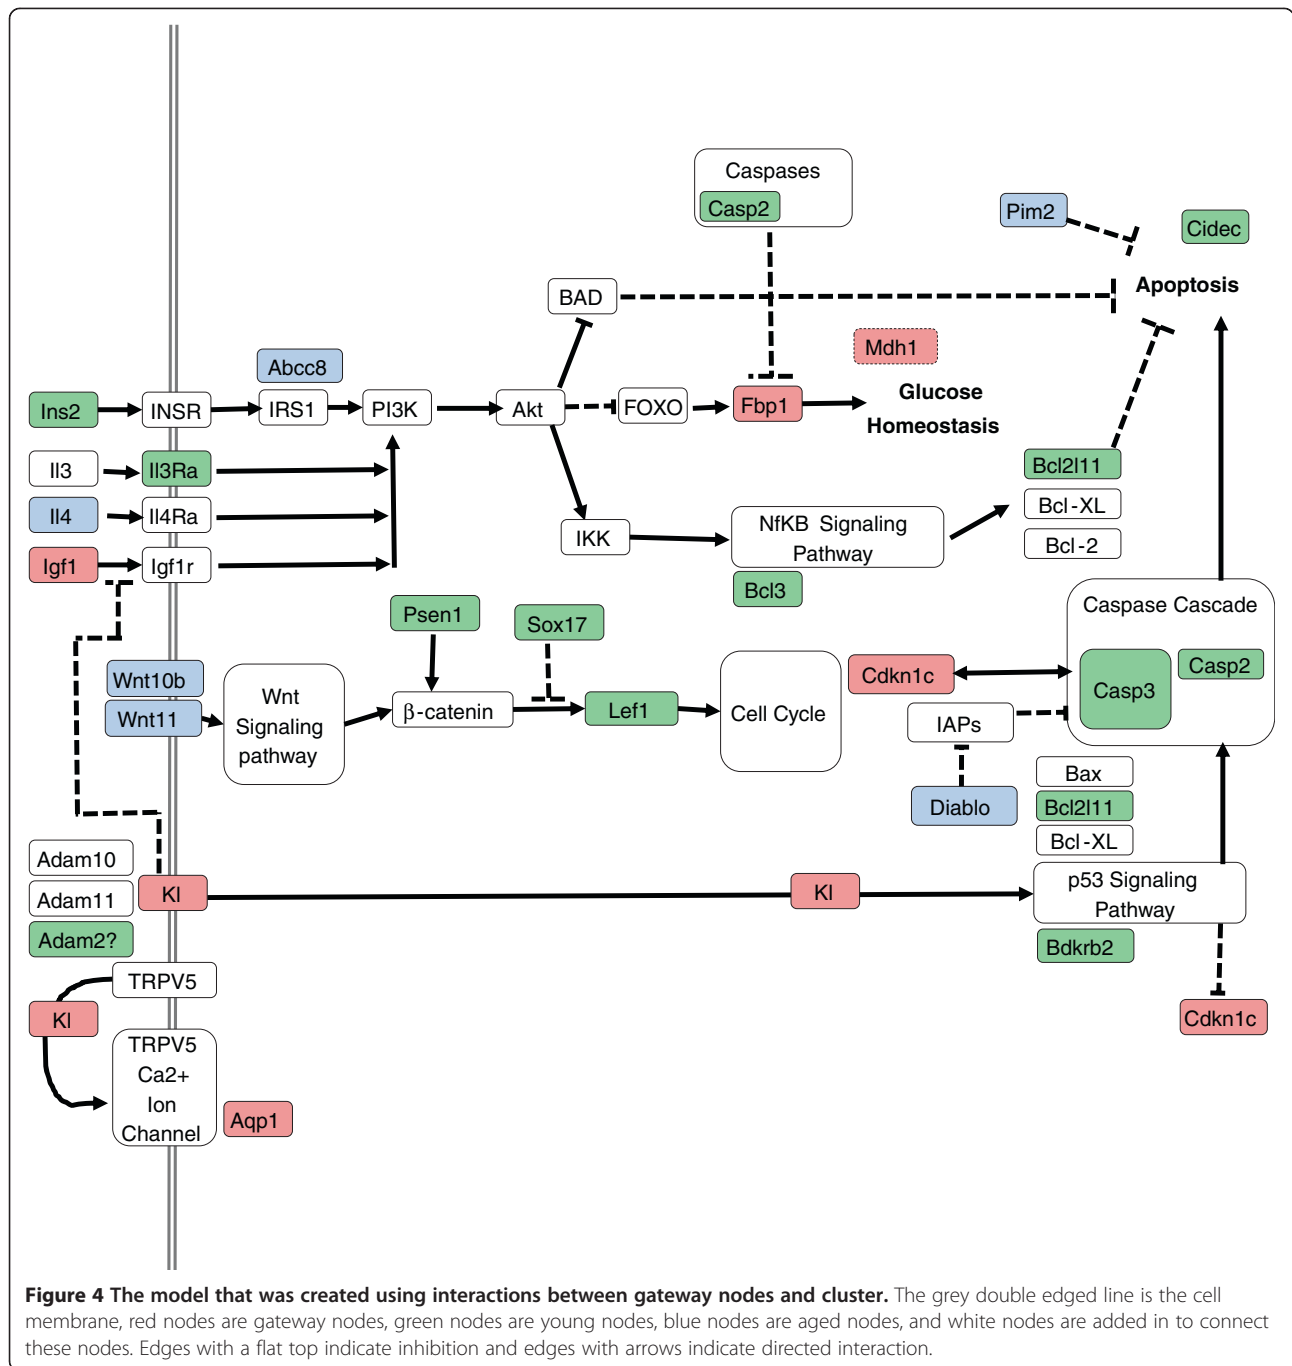 Caspases
Casp2
Pim2
Cidec
BAD
Apoptosis
Mdh1
Abcc8
Glucose
Homeostasis
Ins2
INSR
IRS1
PI3K
Akt
FOXO
Fbp1
Il3
Il3Ra
Bcl2l11
Il4
Il4Ra
Bcl-XL
IKK
NfKB Signaling
Pathway
Bcl-2
Igf1
Igf1r
Bcl3
Psen1
Sox17
Caspase Cascade
Casp2
Casp3
Wnt10b
Wnt11
Wnt
Signaling
pathway
β-catenin
Lef1
Cell Cycle
Cdkn1c
IAPs
Diablo
Bax
Bcl2l11
Bcl-XL
Adam10
Adam11
Adam2?
Kl
Kl
p53 Signaling
Pathway
Bdkrb2
TRPV5
Kl
Cdkn1c
TRPV5
Ca2+
Ion
Channel
Aqp1
Figure 4 The model that was created using interactions between gateway nodes and cluster. The grey double edged line is the cell
membrane, red nodes are gateway nodes, green nodes are young nodes, blue nodes are aged nodes, and white nodes are added in to connect
these nodes. Edges with a flat top indicate inhibition and edges with arrows indicate directed interaction.